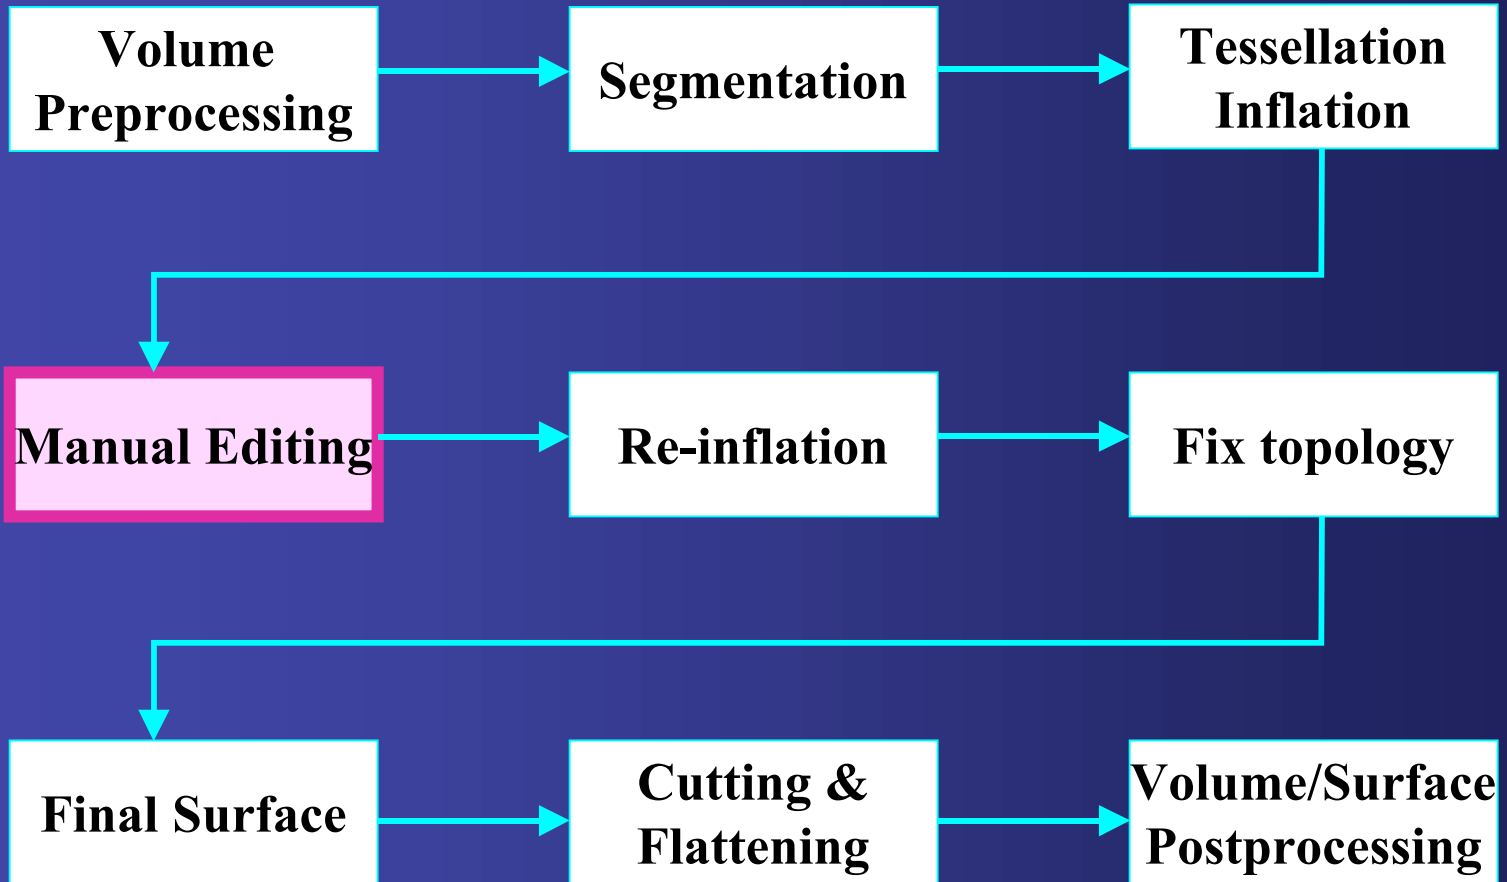 Volume
Preprocessing
Segmentation
Tessellation
Inflation
Manual Editing
Re-inflation
Fix topology
Final Surface
Cutting &
Flattening
Volume/Surface
Postprocessing